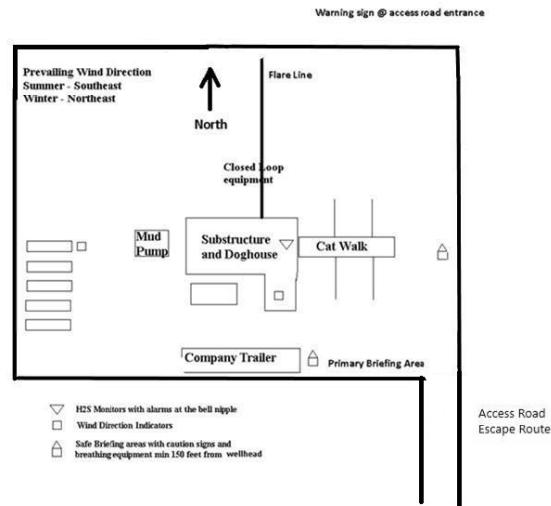 Warning sign @ access road entrance
Prevailing Wind Direction
Summer - Southeast
Winter - Northeast
Flare Line
North
Closed Loop
equipment
Mud
Pump
Substructure
and Doghouse
Cat Walk
Company Trailer
Primary Briefing Area
H2S Monitors with alarms at the bell nipple
Wind Direction Indicators
Safe Briefing areas with caution signs and
breathing equipment min 150 feet from wellhead
Access Road
Escape Route